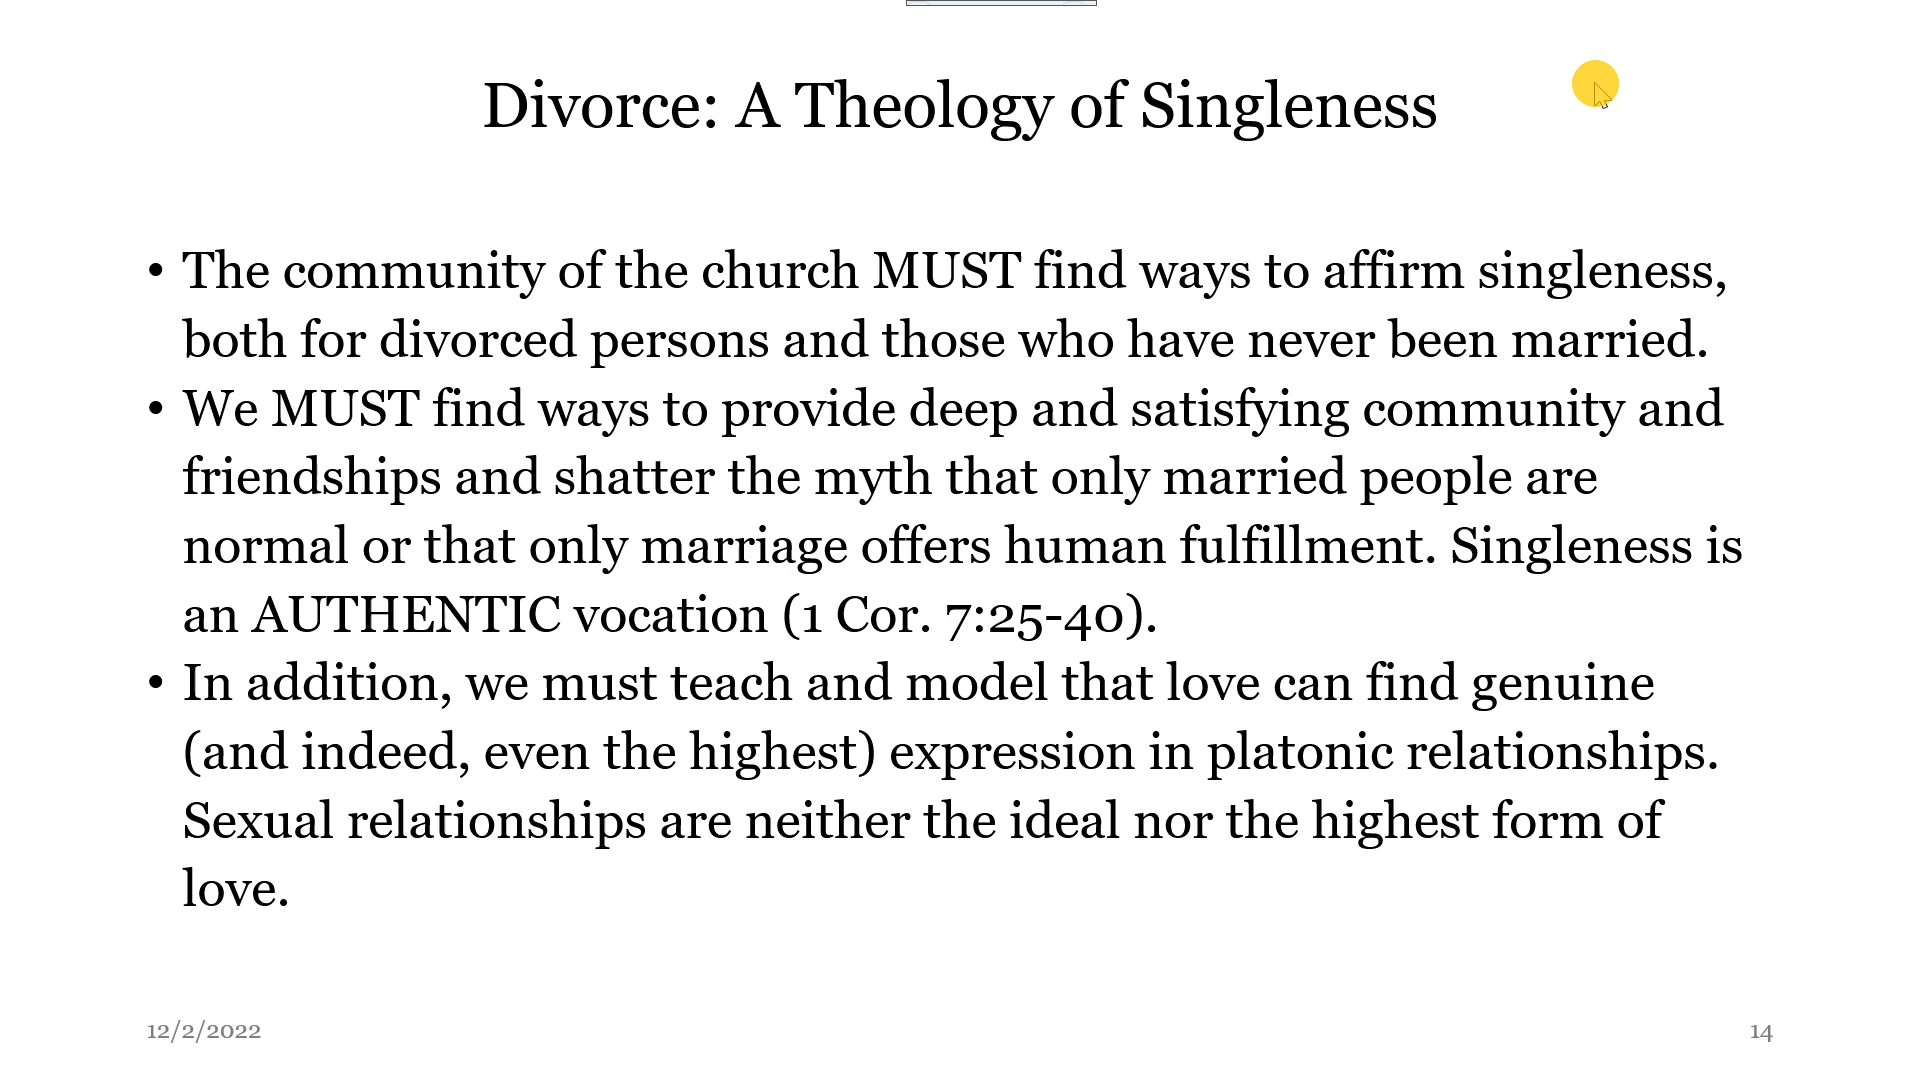 Divorce: A Theology of Singleness
• The community of the church MUST find ways to affirm singleness,
both for divorced persons and those who have never been married.
• We MUST find ways to provide deep and satisfying community and
friendships and shatter the myth that only married people are
normal or that only marriage offers human fulfillment. Singleness is
an AUTHENTIC vocation (1 Cor. 7:25-40).
• In addition, we must teach and model that love can find genuine
(and indeed, even the highest) expression in platonic relationships.
Sexual relationships are neither the ideal nor the highest form of
love.
12/2/2022
14